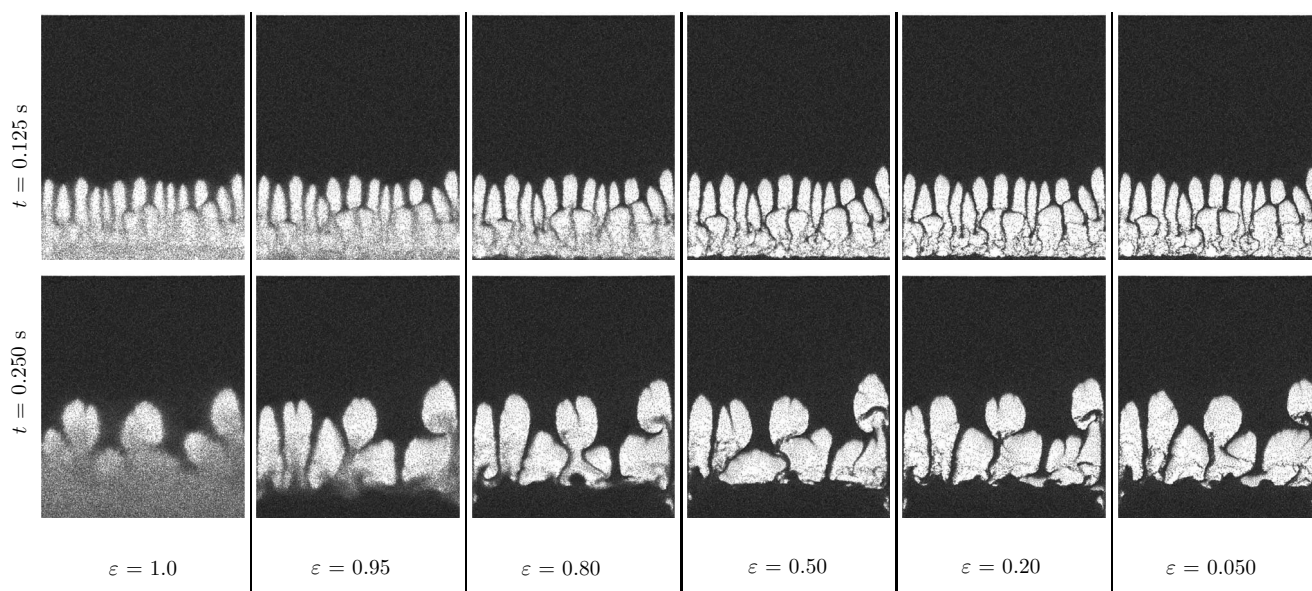 t = 0.125 s
t = 0.250 s
ε = 1.0
ε = 0.95
ε = 0.80
ε = 0.50
ε = 0.20
ε = 0.050